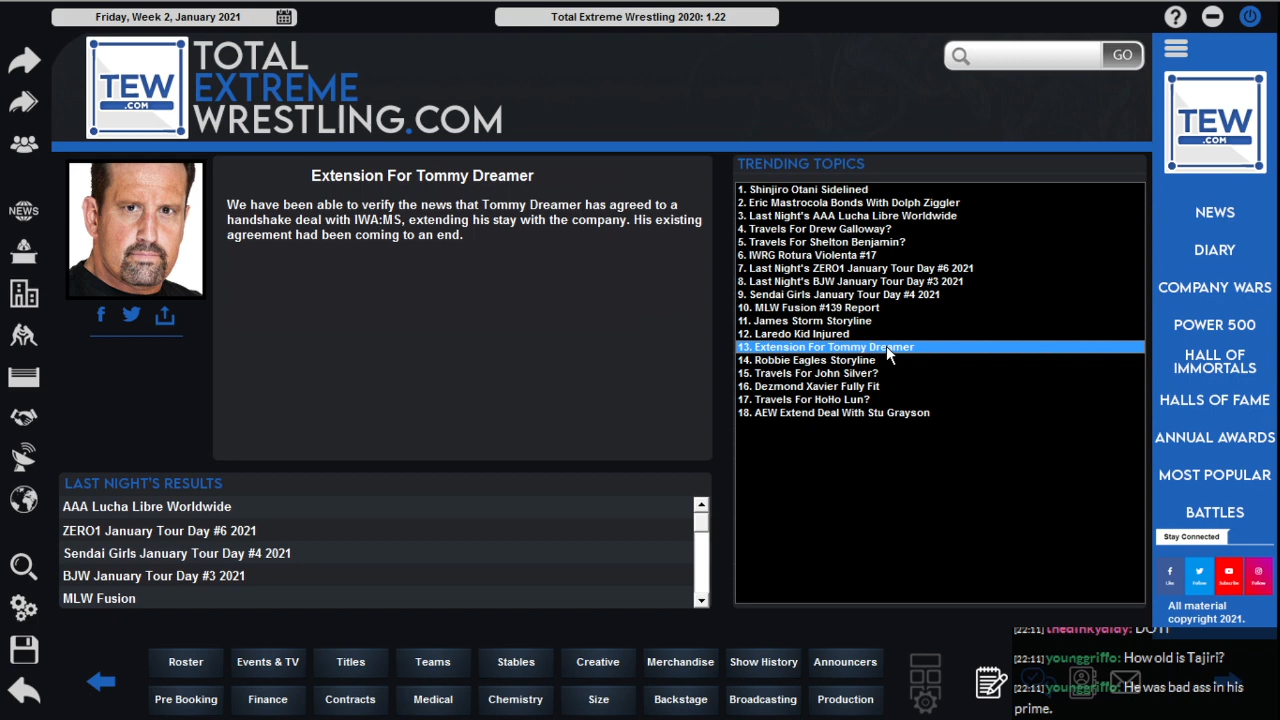 Friday, Week 2, January 2021
Total Extreme Wrestling 2020: 1.22
?
TEW
.COM
TOTAL
EXTREME
WRESTLING.COM
GO
TEW
.COM
Extension For Tommy Dreamer
We have been able to verify the news that Tommy Dreamer has agreed to a
handshake deal with IWA:MS, extending his stay with the company. His existing
agreement had been coming to an end.
TRENDING TOPICS
1. Shinjiro Otani Sidelined
2. Eric Mastrocola Bonds With Dolph Ziggler
3. Last Night's AAA Lucha Libre Worldwide
4. Travels For Drew Galloway?
5. Travels For Shelton Benjamin?
6. IWRG Rotura Violenta #17
7. Last Night's ZERO1 January Tour Day #6 2021
8. Last Night's BJW January Tour Day #3 2021
9. Sendai Girls January Tour Day #4 2021
10. MLW Fusion #139 Report
11. James Storm Storyline
12. Laredo Kid Injured
13. Extension For Tommy Dreamer
14. Robbie Eagles Storyline
15. Travels For John Silver?
16. Dezmond Xavier Fully Fit
17. Travels For HoHo Lun?
18. AEW Extend Deal With Stu Grayson
NEWS
NEWS
DIARY
COMPANY WARS
POWER 500
HALL OF
IMMORTALS
HALLS OF FAME
ANNUAL AWARDS
MOST POPULAR
BATTLES
Stay Connected
Like
Follow
Subscribe
Follow
All material
copyright 2021.
LAST NIGHT'S RESULTS
AAA Lucha Libre Worldwide
ZERO1 January Tour Day #6 2021
Sendai Girls January Tour Day #4 2021
BJW January Tour Day #3 2021
MLW Fusion
Roster
Events & TV
Titles
Teams
Stables
Creative
Merchandise
Show History
Announcers
Pre Booking
Finance
Contracts
Medical
Chemistry
Size
Backstage
Broadcasting
Production
[22:11]
[22:11] younggriffo: How old is Tajiri?
[22:11] younggriffo: He was bad ass in his
prime.